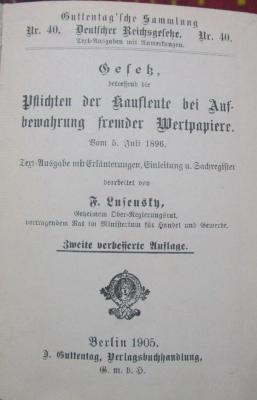 Guttentag'sche Sammlung
Nr. 40. Deutscher Reichsgesetze. Nr. 40.
Text-Ausgaben mit Anmerkungen.
Gesetz,
betreffend die
Pflichten der Kaufleute bei Auf-
bewahrung fremder Wertpapiere.
Vom 5. Juli 1896.
Text-Ausgabe mit Erläuterungen, Einleitung u. Sachregister
bearbeitet von
F. Lusensky,
Geheimem Ober-Regierungsrat,
vortragendem Rat im Ministerium für Handel und Gewerbe.
Zweite verbesserte Auflage.
Berlin 1905.
J. Guttentag, Verlagsbuchhandlung,
G. m. b. H.